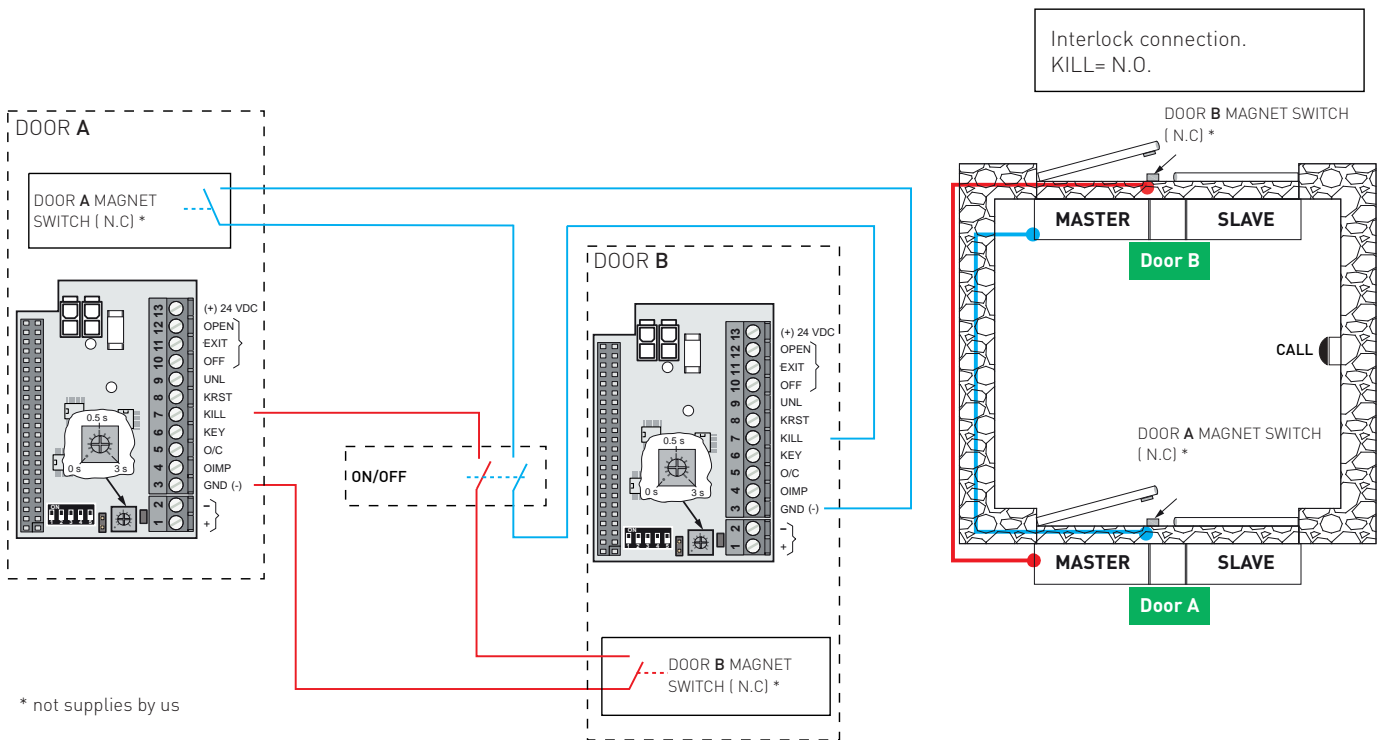 Interlock connection.
KILL= N.O.
DOOR A
DOOR A MAGNET
SWITCH ( N.C) *
13
12
11
10
9
8
7
6
5
4
3
2
1
(+) 24 VDC
OPEN
EXIT
OFF
UNL
KRST
KILL
KEY
O/C
OIMP
GND (-)
−
+
0.5 s
0 s
3 s
ON
ON/OFF
DOOR B
13
12
11
10
9
8
7
6
5
4
3
2
1
(+) 24 VDC
OPEN
EXIT
OFF
UNL
KRST
KILL
KEY
O/C
OIMP
GND (-)
−
+
0.5 s
0 s
3 s
ON
DOOR B MAGNET
SWITCH ( N.C) *
* not supplies by us
DOOR B MAGNET SWITCH
( N.C) *
MASTER
SLAVE
Door B
CALL
DOOR A MAGNET SWITCH
( N.C) *
MASTER
SLAVE
Door A